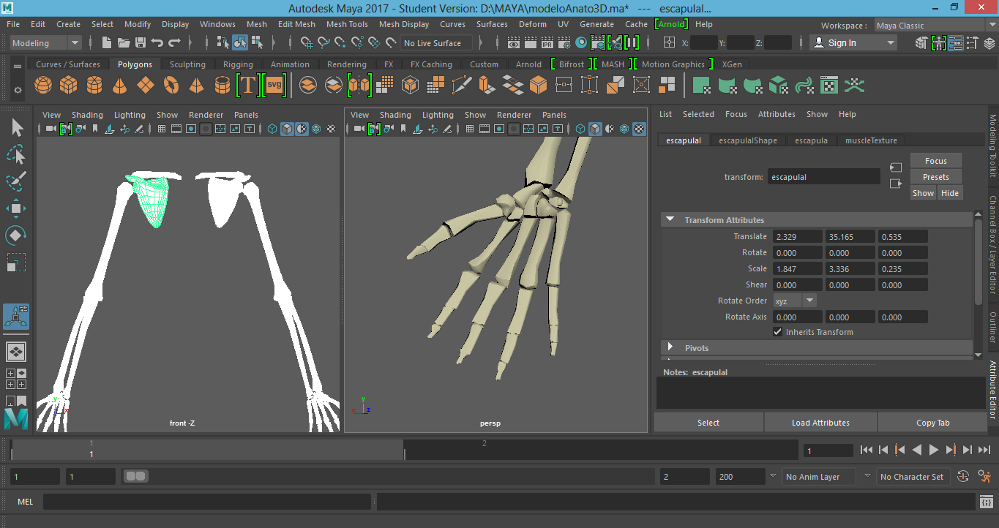 Autodesk Maya 2017 - Student Version: D:\MAYA\modeloAnato3D.ma* --- escapulal...
File Edit Create Select Modify Display Windows Mesh Edit Mesh Mesh Tools Mesh Display Curves Surfaces Deform UV Generate Cache [Arnold] Help Workspace : Maya Classic
Modeling No Live Surface X: Y: Z: Sign In
Curves / Surfaces Polygons Sculpting Rigging Animation Rendering FX FX Caching Custom Arnold Bifrost MASH Motion Graphics XGen
T svg
View Shading Lighting Show Renderer Panels
View Shading Lighting Show Renderer Panels
front -Z
y
x
persp
y
x
z
List Selected Focus Attributes Show Help
escapulal escapulalShape escapula muscleTexture
transform: escapulal
Focus
Presets
Show Hide
Transform Attributes
Translate 2.329 35.165 0.535
Rotate 0.000 0.000 0.000
Scale 1.847 3.336 0.235
Shear 0.000 0.000 0.000
Rotate Order xyz
Rotate Axis 0.000 0.000 0.000
Inherits Transform
Pivots
Notes: escapulal
Select Load Attributes Copy Tab
Modeling Toolkit
Channel Box / Layer Editor
Outliner
Attribute Editor
1 2
1
1
1 1 2 200 No Anim Layer No Character Set
MEL